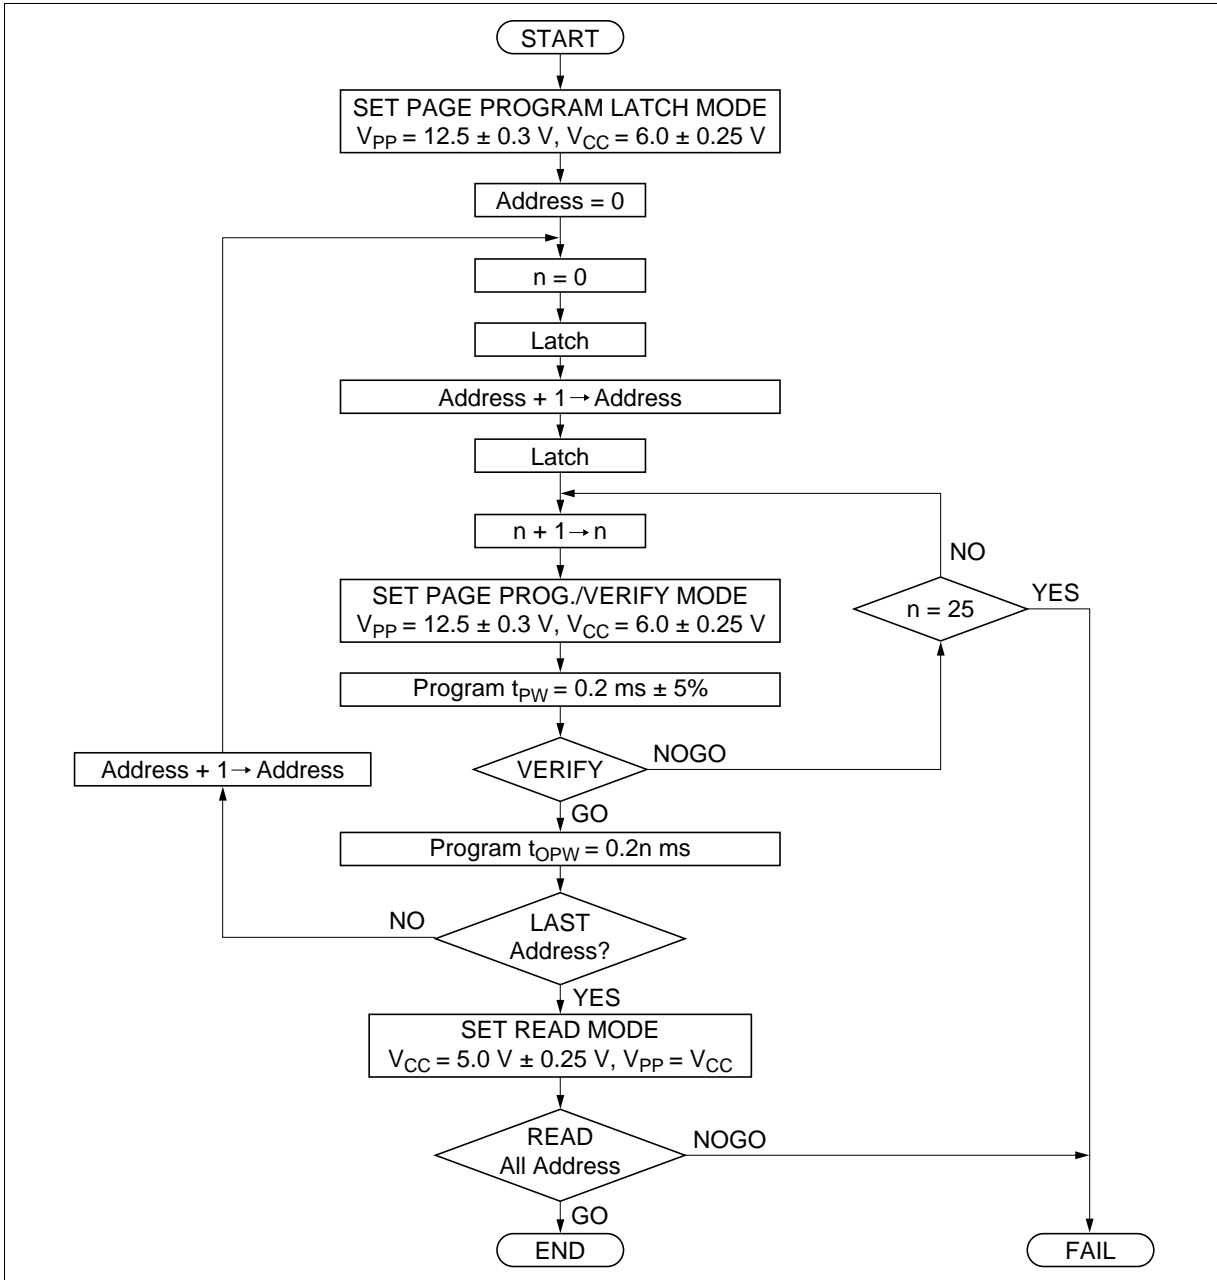 START
SET PAGE PROGRAM LATCH MODE
VPP = 12.5 ± 0.3 V, VCC = 6.0 ± 0.25 V
Address = 0
n = 0
Latch
Address + 1 → Address
Latch
n + 1 → n
NO
SET PAGE PROG./VERIFY MODE
VPP = 12.5 ± 0.3 V, VCC = 6.0 ± 0.25 V
n = 25
YES
Program tPW = 0.2 ms ± 5%
Address + 1 → Address
VERIFY
NOGO
GO
Program tOPW = 0.2n ms
NO
LAST
Address?
YES
SET READ MODE
VCC = 5.0 V ± 0.25 V, VPP = VCC
READ
All Address
NOGO
GO
END
FAIL